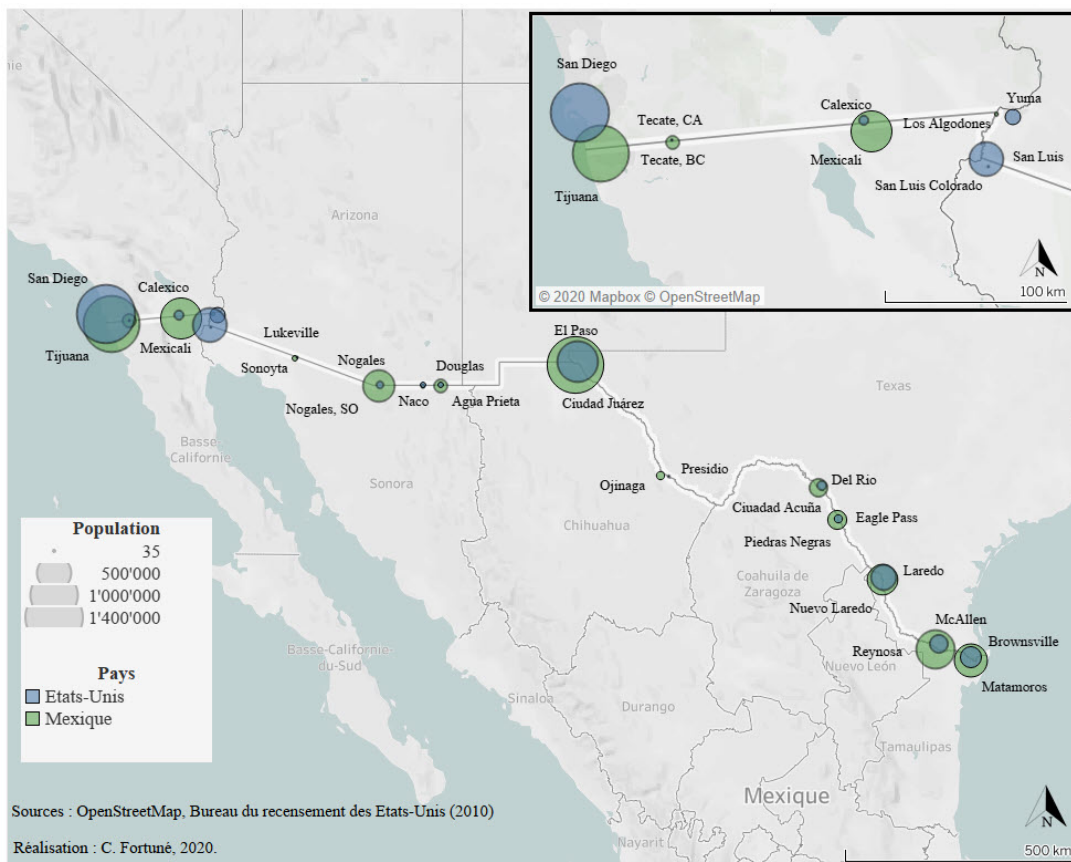 San Diego
Tecate, CA
Calexico
Yuma
Los Algodones
Tecate, BC
Mexicali
San Luis
San Luis Colorado
Tijuana
© 2020 Mapbox © OpenStreetMap
N
100 km
nie
Arizona
San Diego
Calexico
Tijuana
Mexicali
Lukeville
Sonoyta
Nogales
Nogales, SO
Naco
Douglas
Agua Prieta
El Paso
Ciudad Juárez
Texas
Basse-
Californie
Sonora
Ojinaga
Presidio
Chihuahua
Del Rio
Ciuadad Acuña
Eagle Pass
Piedras Negras
Coahuila de
Zaragoza
Laredo
Nuevo Laredo
McAllen
Reynosa
Brownsville
Nuevo León
Matamoros
Population
35
500'000
1'000'000
1'400'000
Pays
Etats-Unis
Mexique
Basse-Californie-
du-Sud
Sinaloa
Durango
Tamaulipas
Mexique
Nayarit
Sources : OpenStreetMap, Bureau du recensement des Etats-Unis (2010)
Réalisation : C. Fortuné, 2020.
N
500 km